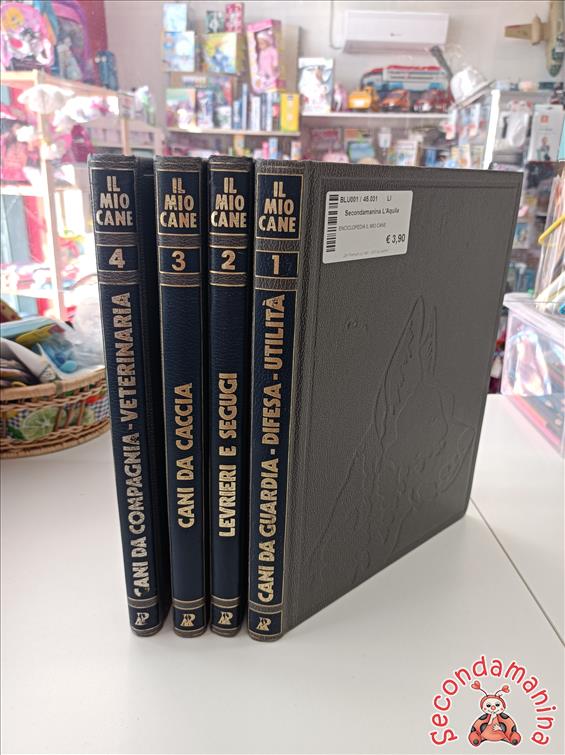 IL
MIO
CANE
4
CANI DA COMPAGNIA - VETERINARIA
IL
MIO
CANE
3
CANI DA CACCIA
IL
MIO
CANE
2
LEVRIERI E SEGUGI
IL
MIO
CANE
1
CANI DA GUARDIA - DIFESA - UTILITÀ
BLU001 / 45.031 LI
Secondamanina L'Aquila
ENCICLOPEDIA IL MIO CANE
€ 3,90
Secondamanina